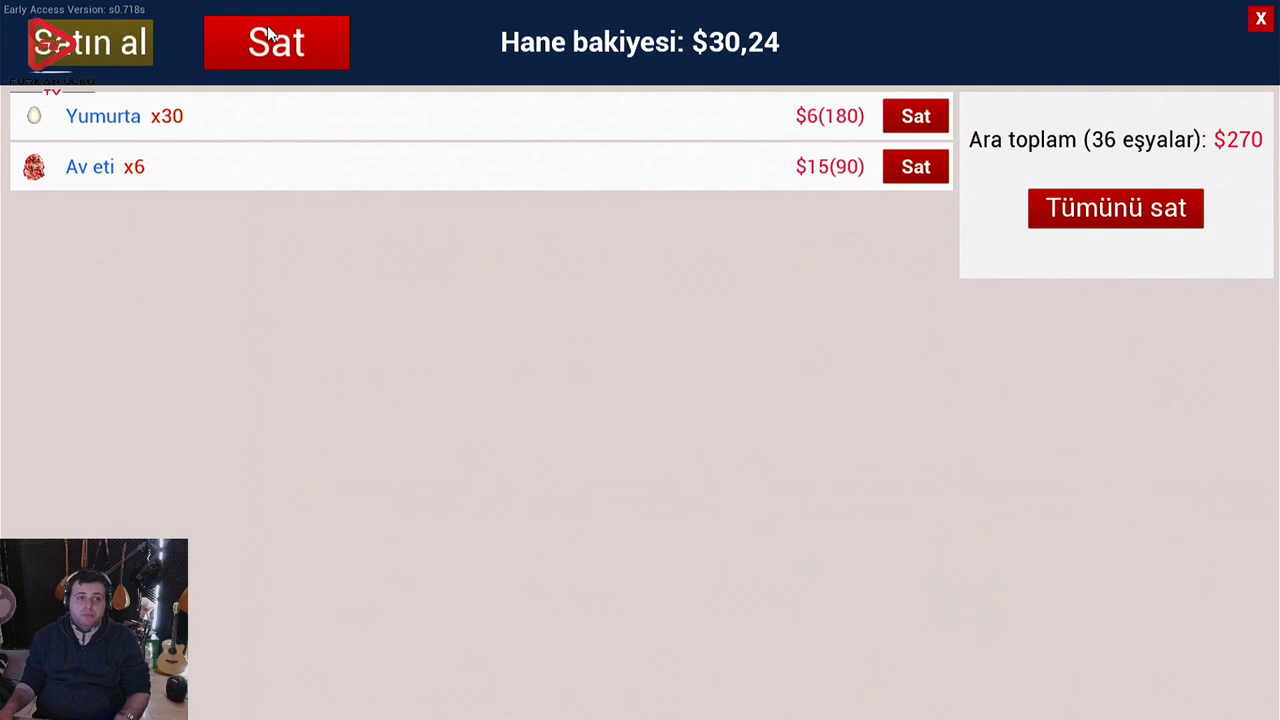 Early Access Version: s0.718s
Satın al
Sat
Hane bakiyesi: $30,24
X
TV
Yumurta x30
$6(180)
Sat
Av eti x6
$15(90)
Sat
Ara toplam (36 eşyalar): $270
Tümünü sat